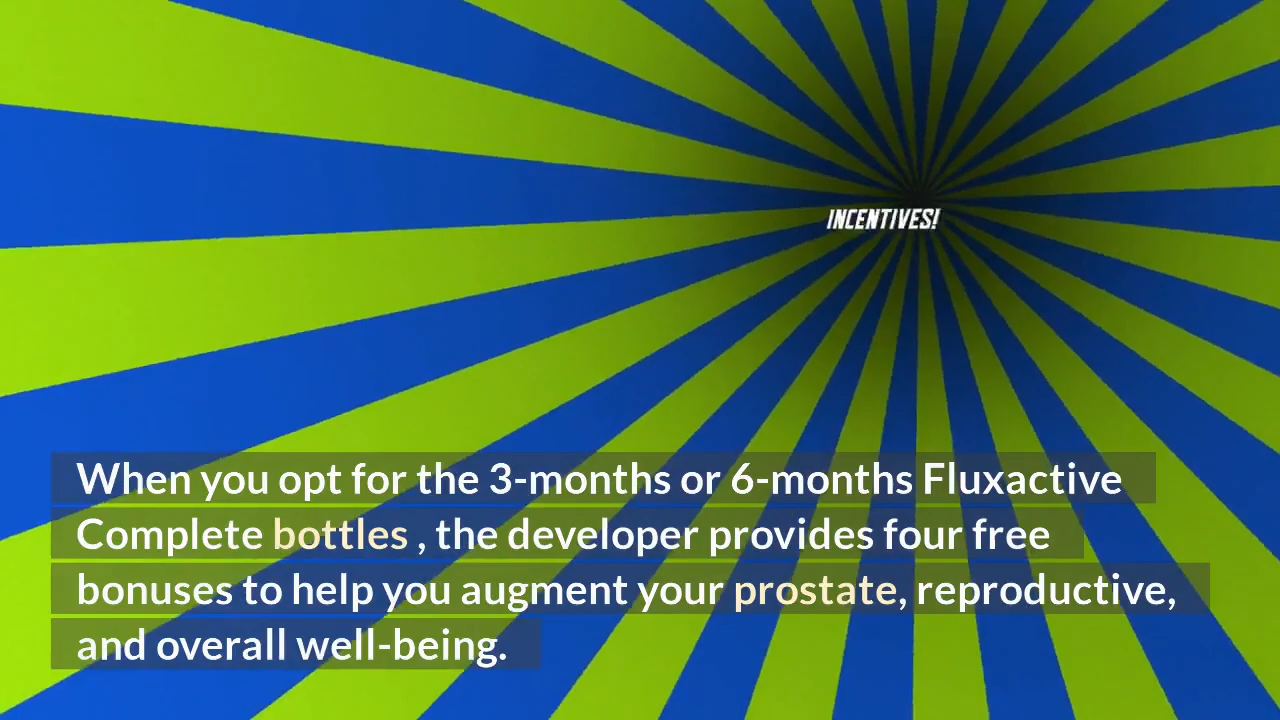 INCENTIVES!
When you opt for the 3-months or 6-months Fluxactive
Complete bottles , the developer provides four free
bonuses to help you augment your prostate, reproductive,
and overall well-being.